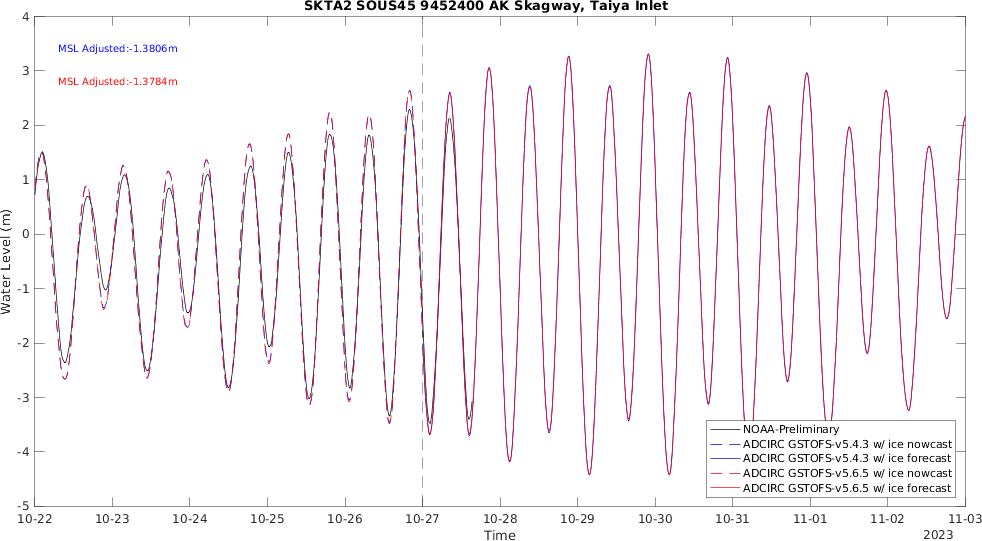 SKTA2 SOUS45 9452400 AK Skagway, Taiya Inlet
MSL Adjusted:-1.3806m
MSL Adjusted:-1.3784m
4
3
2
1
0
-1
-2
-3
-4
-5
Water Level (m)
NOAA-Preliminary
ADCIRC GSTOFS-v5.4.3 w/ ice nowcast
ADCIRC GSTOFS-v5.4.3 w/ ice forecast
ADCIRC GSTOFS-v5.6.5 w/ ice nowcast
ADCIRC GSTOFS-v5.6.5 w/ ice forecast
10-22 10-23 10-24 10-25 10-26 10-27 10-28 10-29 10-30 10-31 11-01 11-02 11-03
Time
2023